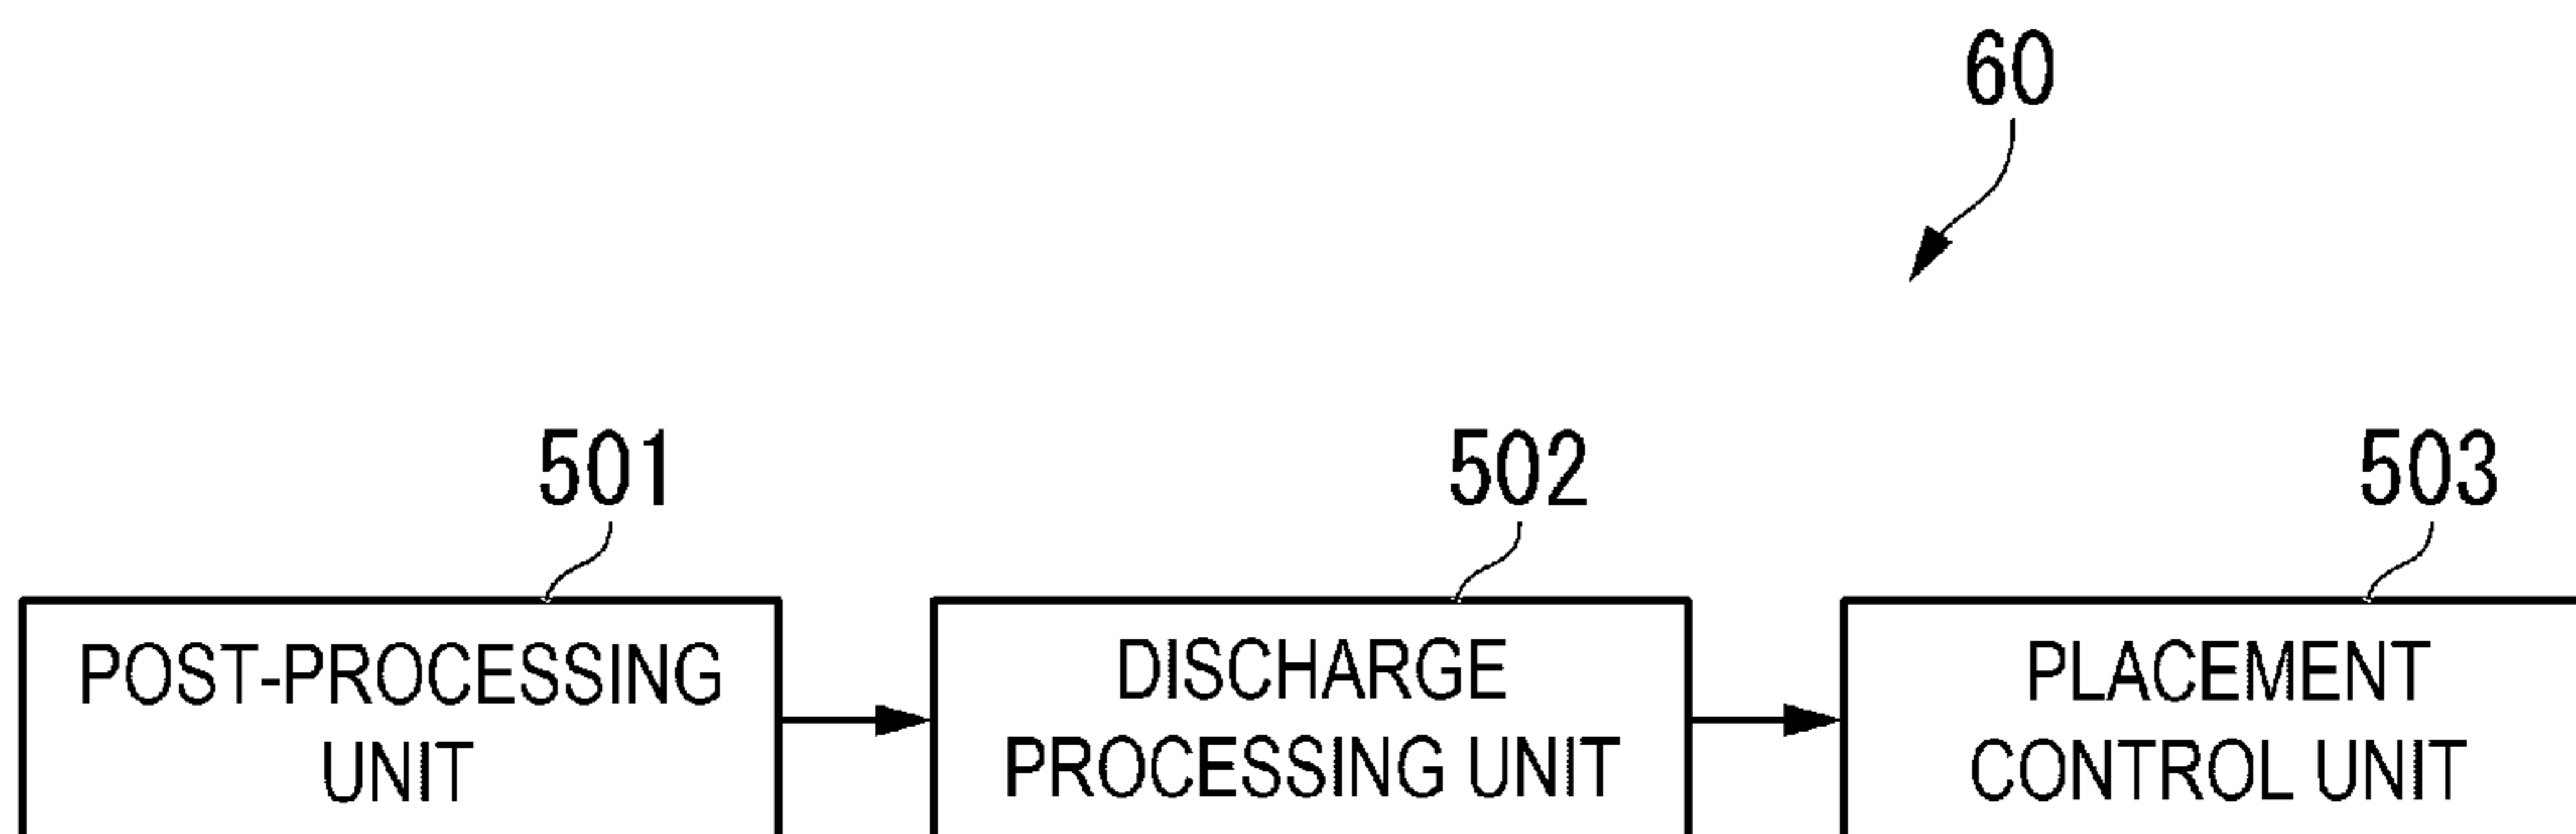 60
501
502
503
POST-PROCESSING
UNIT
DISCHARGE
PROCESSING UNIT
PLACEMENT
CONTROL UNIT